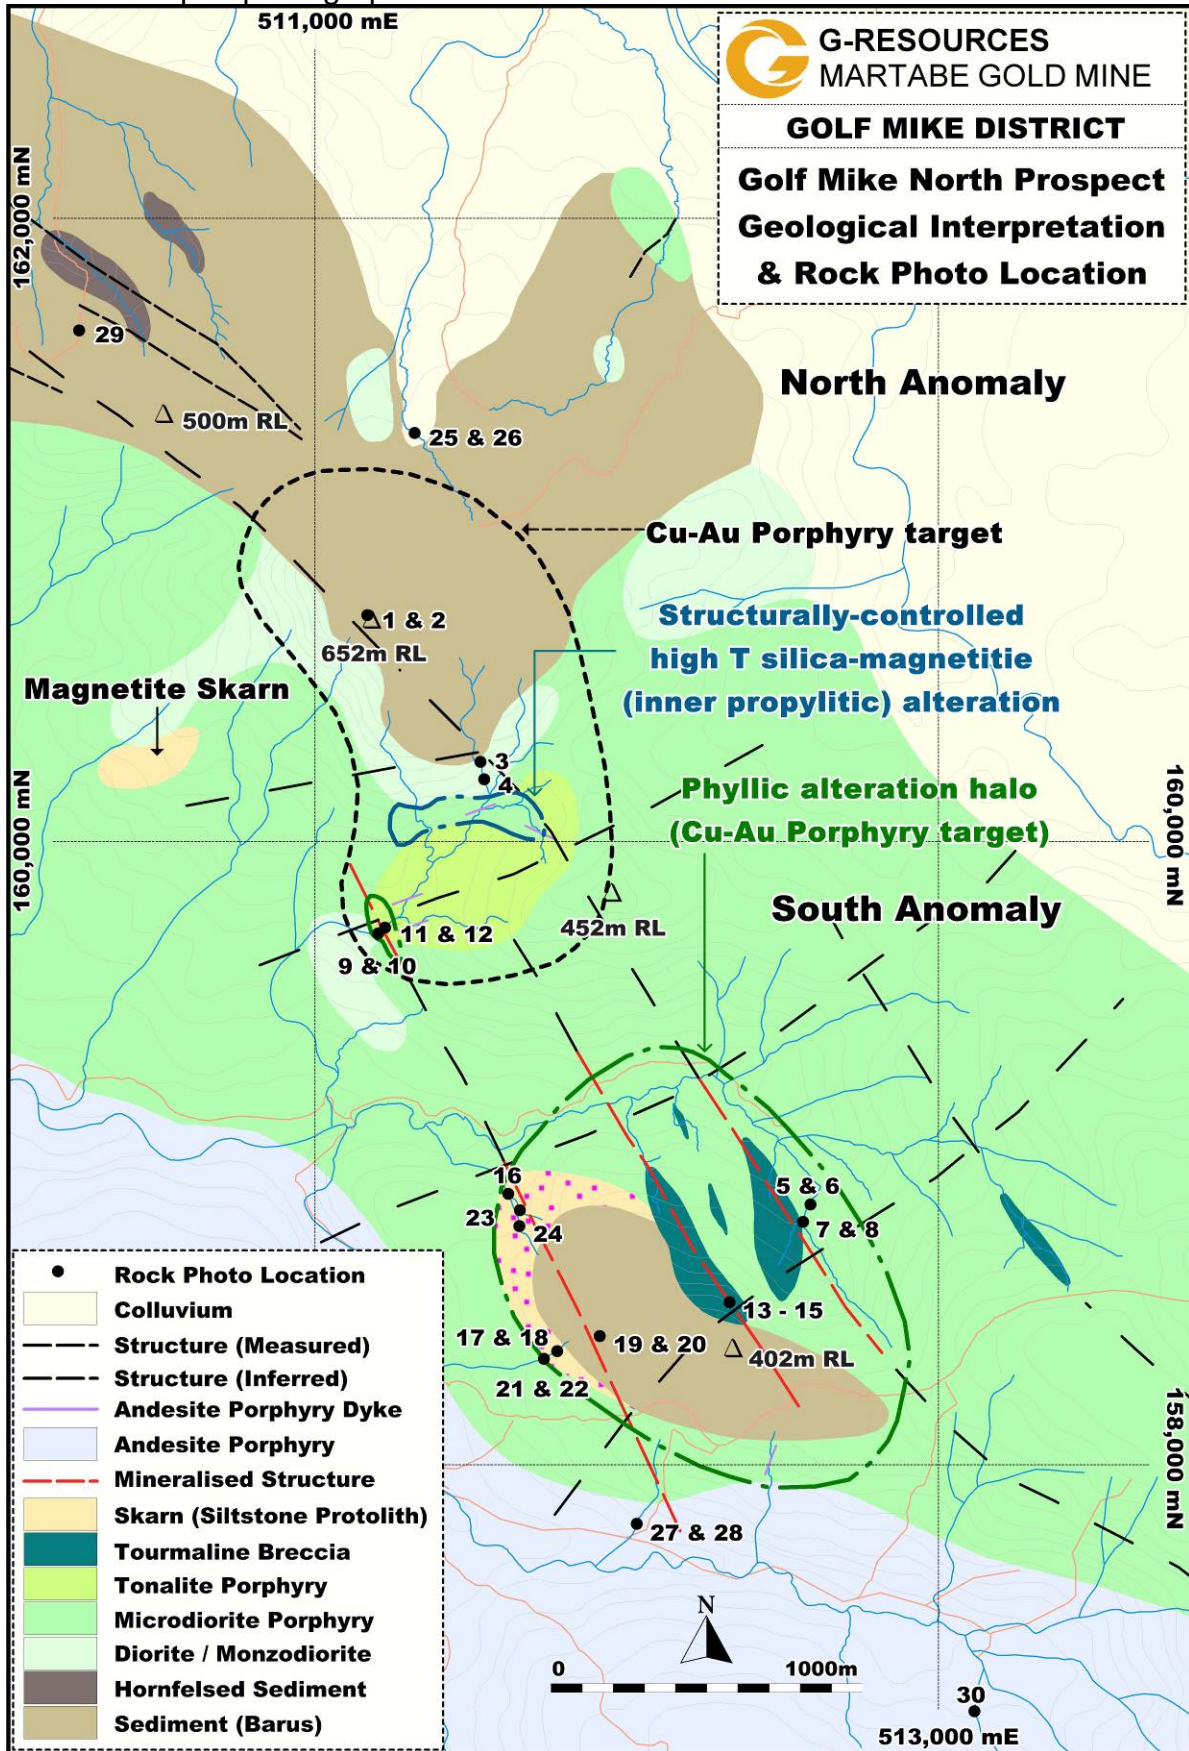 511,000 mE
G-RESOURCES
MARTABE GOLD MINE
GOLF MIKE DISTRICT
Golf Mike North Prospect
Geological Interpretation
& Rock Photo Location
162,000 mN
29
500m RL
North Anomaly
25 & 26
Cu-Au Porphyry target
1 & 2
652m RL
Structurally-controlled
high T silica-magnetitie
(inner propylitic) alteration
Magnetite Skarn
3
4
Phyllic alteration halo
(Cu-Au Porphyry target)
160,000 mN
160,000 mN
South Anomaly
11 & 12
452m RL
9 & 10
16
5 & 6
23
24
7 & 8
13 - 15
17 & 18
19 & 20
402m RL
21 & 22
158,000 mN
27 & 28
Rock Photo Location
Colluvium
Structure (Measured)
Structure (Inferred)
Andesite Porphyry Dyke
Andesite Porphyry
Mineralised Structure
Skarn (Siltstone Protolith)
Tourmaline Breccia
Tonalite Porphyry
Microdiorite Porphyry
Diorite / Monzodiorite
Hornfelsed Sediment
Sediment (Barus)
N
0 1000m
30
513,000 mE